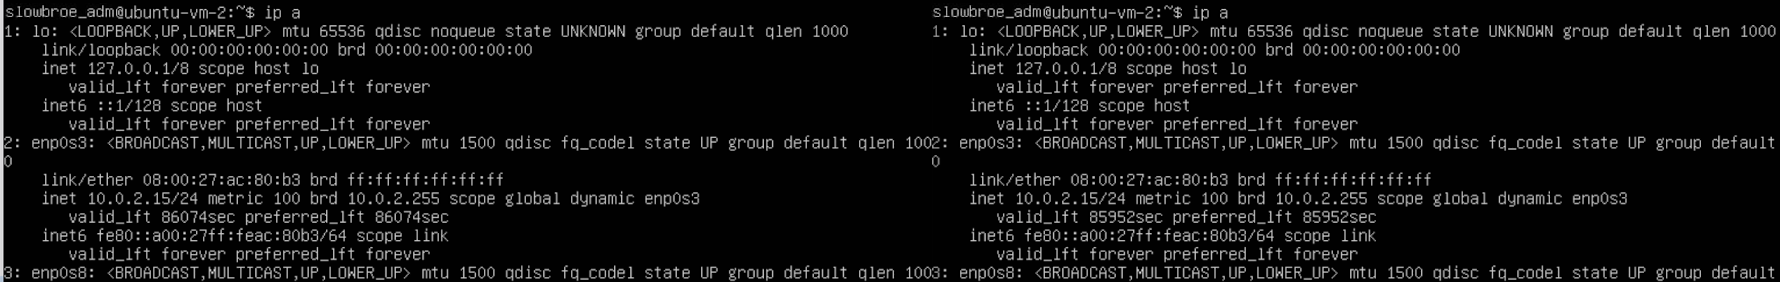 slowbroe_adm@ubuntu-vm-2:~$ ip a
1: lo: <LOOPBACK,UP,LOWER_UP> mtu 65536 qdisc noqueue state UNKNOWN group default qlen 1000
link/loopback 00:00:00:00:00:00 brd 00:00:00:00:00:00
inet 127.0.0.1/8 scope host lo
valid_lft forever preferred_lft forever
inet6 ::1/128 scope host
valid_lft forever preferred_lft forever
2: enp0s3: <BROADCAST,MULTICAST,UP,LOWER_UP> mtu 1500 qdisc fq_codel state UP group default qlen 100
0
link/ether 08:00:27:ac:80:b3 brd ff:ff:ff:ff:ff:ff
inet 10.0.2.15/24 metric 100 brd 10.0.2.255 scope global dynamic enp0s3
valid_lft 86074sec preferred_lft 86074sec
inet6 fe80::a00:27ff:feac:80b3/64 scope link
valid_lft forever preferred_lft forever
3: enp0s8: <BROADCAST,MULTICAST,UP,LOWER_UP> mtu 1500 qdisc fq_codel state UP group default qlen 100
slowbroe_adm@ubuntu-vm-2:~$ ip a
1: lo: <LOOPBACK,UP,LOWER_UP> mtu 65536 qdisc noqueue state UNKNOWN group default qlen 1000
link/loopback 00:00:00:00:00:00 brd 00:00:00:00:00:00
inet 127.0.0.1/8 scope host lo
valid_lft forever preferred_lft forever
inet6 ::1/128 scope host
valid_lft forever preferred_lft forever
2: enp0s3: <BROADCAST,MULTICAST,UP,LOWER_UP> mtu 1500 qdisc fq_codel state UP group default
0
link/ether 08:00:27:ac:80:b3 brd ff:ff:ff:ff:ff:ff
inet 10.0.2.15/24 metric 100 brd 10.0.2.255 scope global dynamic enp0s3
valid_lft 85952sec preferred_lft 85952sec
inet6 fe80::a00:27ff:feac:80b3/64 scope link
valid_lft forever preferred_lft forever
3: enp0s8: <BROADCAST,MULTICAST,UP,LOWER_UP> mtu 1500 qdisc fq_codel state UP group default